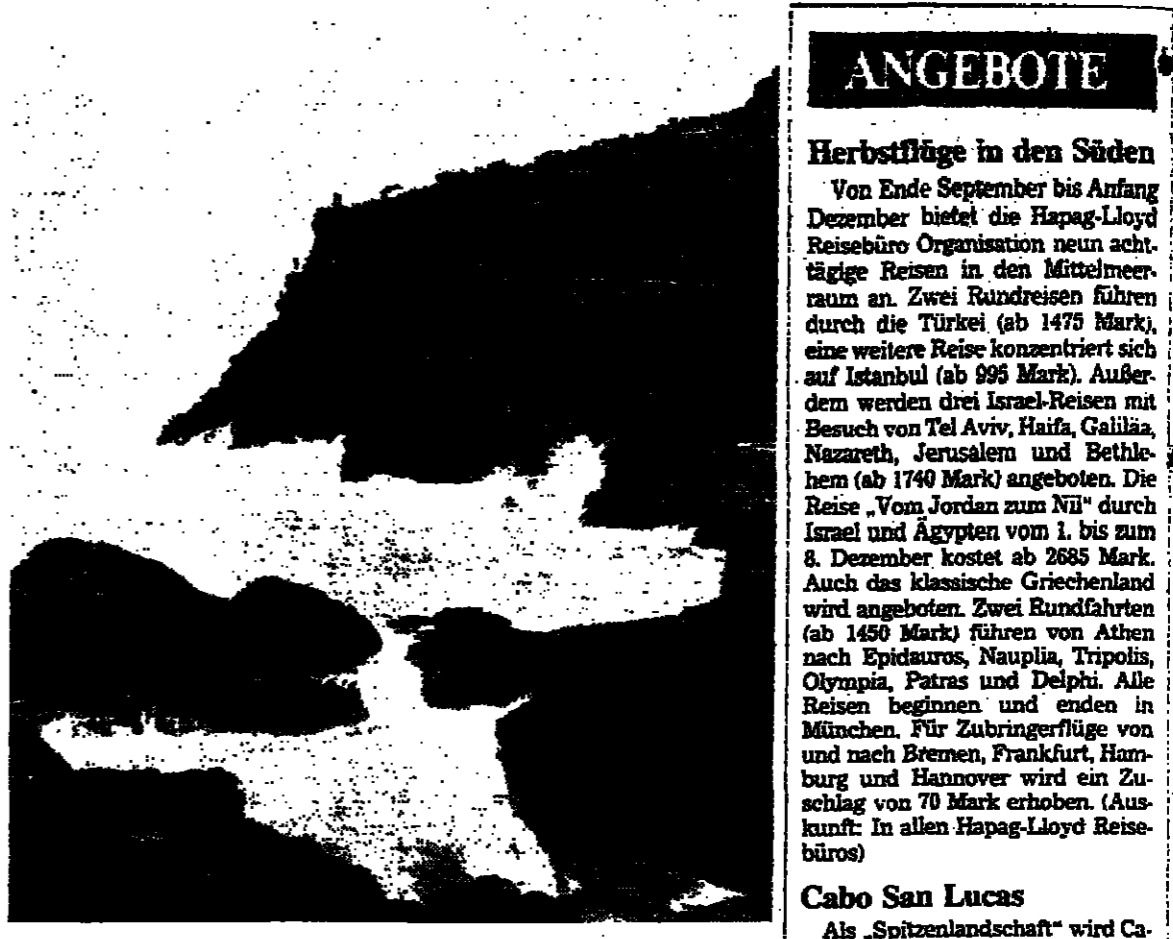 ANGEBOTE
Herbstflüge in den Süden
Von Ende September bis Anfang
Dezember bietet die Hapag-Lloyd
Reisebüro Organisation neun acht-
tägige Reisen in den Mittelmeer-
raum an. Zwei Rundreisen führen
durch die Türkei (ab 1475 Mark),
eine weitere Reise konzentriert sich
auf Istanbul (ab 995 Mark). Außer-
dem werden drei Israel-Reisen mit
Besuch von Tel Aviv, Haifa, Galiläa,
Nazareth, Jerusalem und Bethle-
hem (ab 1740 Mark) angeboten. Die
Reise „Vom Jordan zum Nil“ durch
Israel und Ägypten vom 1. bis zum
8. Dezember kostet ab 2685 Mark.
Auch das klassische Griechenland
wird angeboten. Zwei Rundfahrten
(ab 1450 Mark) führen von Athen
nach Epidauros, Nauplia, Tripolis,
Olympia, Patras und Delphi. Alle
Reisen beginnen und enden in
München. Für Zubringerflüge von
und nach Bremen, Frankfurt, Ham-
burg und Hannover wird ein Zu-
schlag von 70 Mark erhoben. (Aus-
kunft: In allen Hapag-Lloyd Reise-
büros)
Cabo San Lucas
Als „Spitzenlandschaft“ wird Ca-